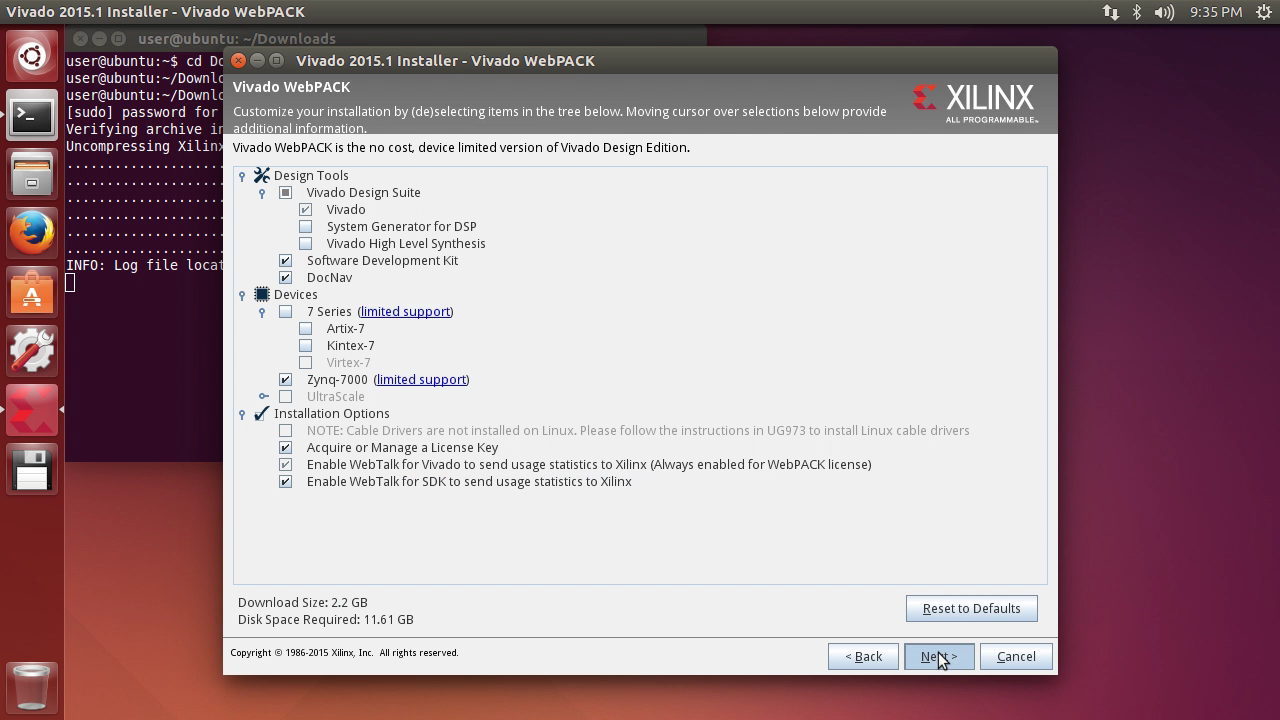 Vivado 2015.1 Installer - Vivado WebPACK
9:35 PM
user@ubuntu: ~/Downloads
user@ubuntu:~$ cd Do
user@ubuntu:~/Downlo
user@ubuntu:~/Downlo
[sudo] password for
Verifying archive in
Uncompressing Xilinx
......................
......................
......................
......................
......................
......................
INFO: Log file locat
Vivado 2015.1 Installer - Vivado WebPACK
Vivado WebPACK
Customize your installation by (de)selecting items in the tree below. Moving cursor over selections below provide
additional information.
XILINX
ALL PROGRAMMABLE™
Vivado WebPACK is the no cost, device limited version of Vivado Design Edition.
Design Tools
Vivado Design Suite
Vivado
System Generator for DSP
Vivado High Level Synthesis
Software Development Kit
DocNav
Devices
7 Series (limited support)
Artix-7
Kintex-7
Virtex-7
Zynq-7000 (limited support)
UltraScale
Installation Options
NOTE: Cable Drivers are not installed on Linux. Please follow the instructions in UG973 to install Linux cable drivers
Acquire or Manage a License Key
Enable WebTalk for Vivado to send usage statistics to Xilinx (Always enabled for WebPACK license)
Enable WebTalk for SDK to send usage statistics to Xilinx
Download Size: 2.2 GB
Disk Space Required: 11.61 GB
Reset to Defaults
Copyright © 1986-2015 Xilinx, Inc. All rights reserved.
< Back
Next >
Cancel